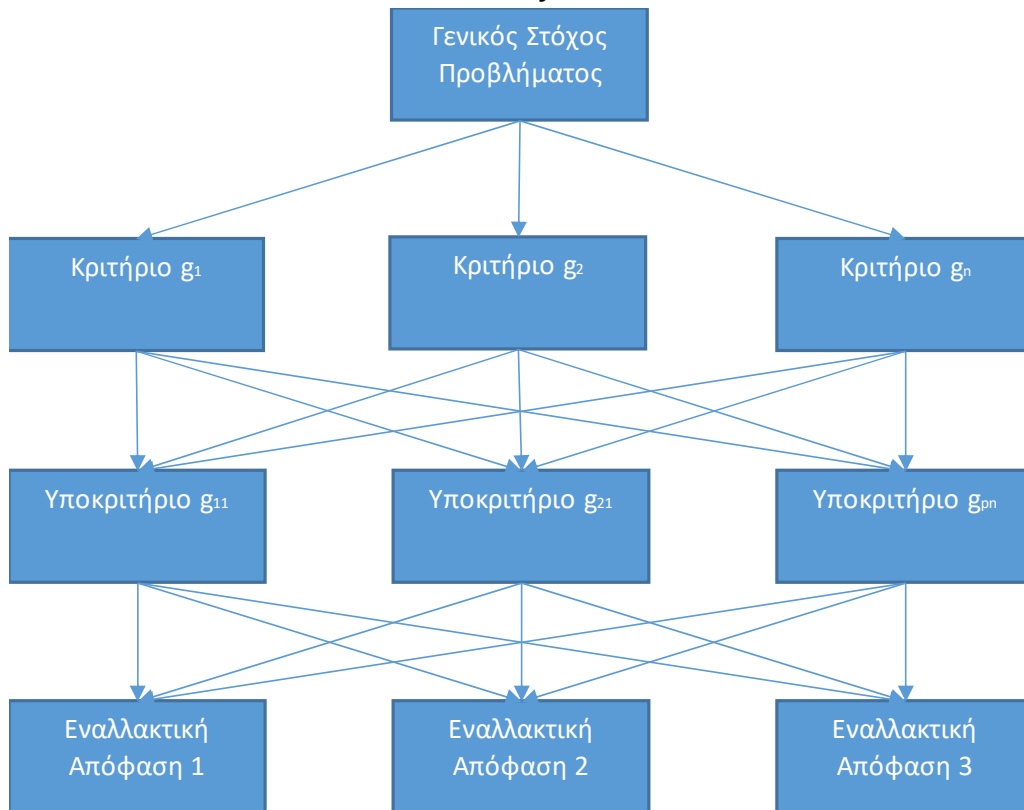 Γενικός Στόχος
Προβλήματος
Κριτήριο g₁
Κριτήριο g₂
Κριτήριο gₙ
Υποκριτήριο g₁₁
Υποκριτήριο g₂₁
Υποκριτήριο gₚₙ
Εναλλακτική
Απόφαση 1
Εναλλακτική
Απόφαση 2
Εναλλακτική
Απόφαση 3